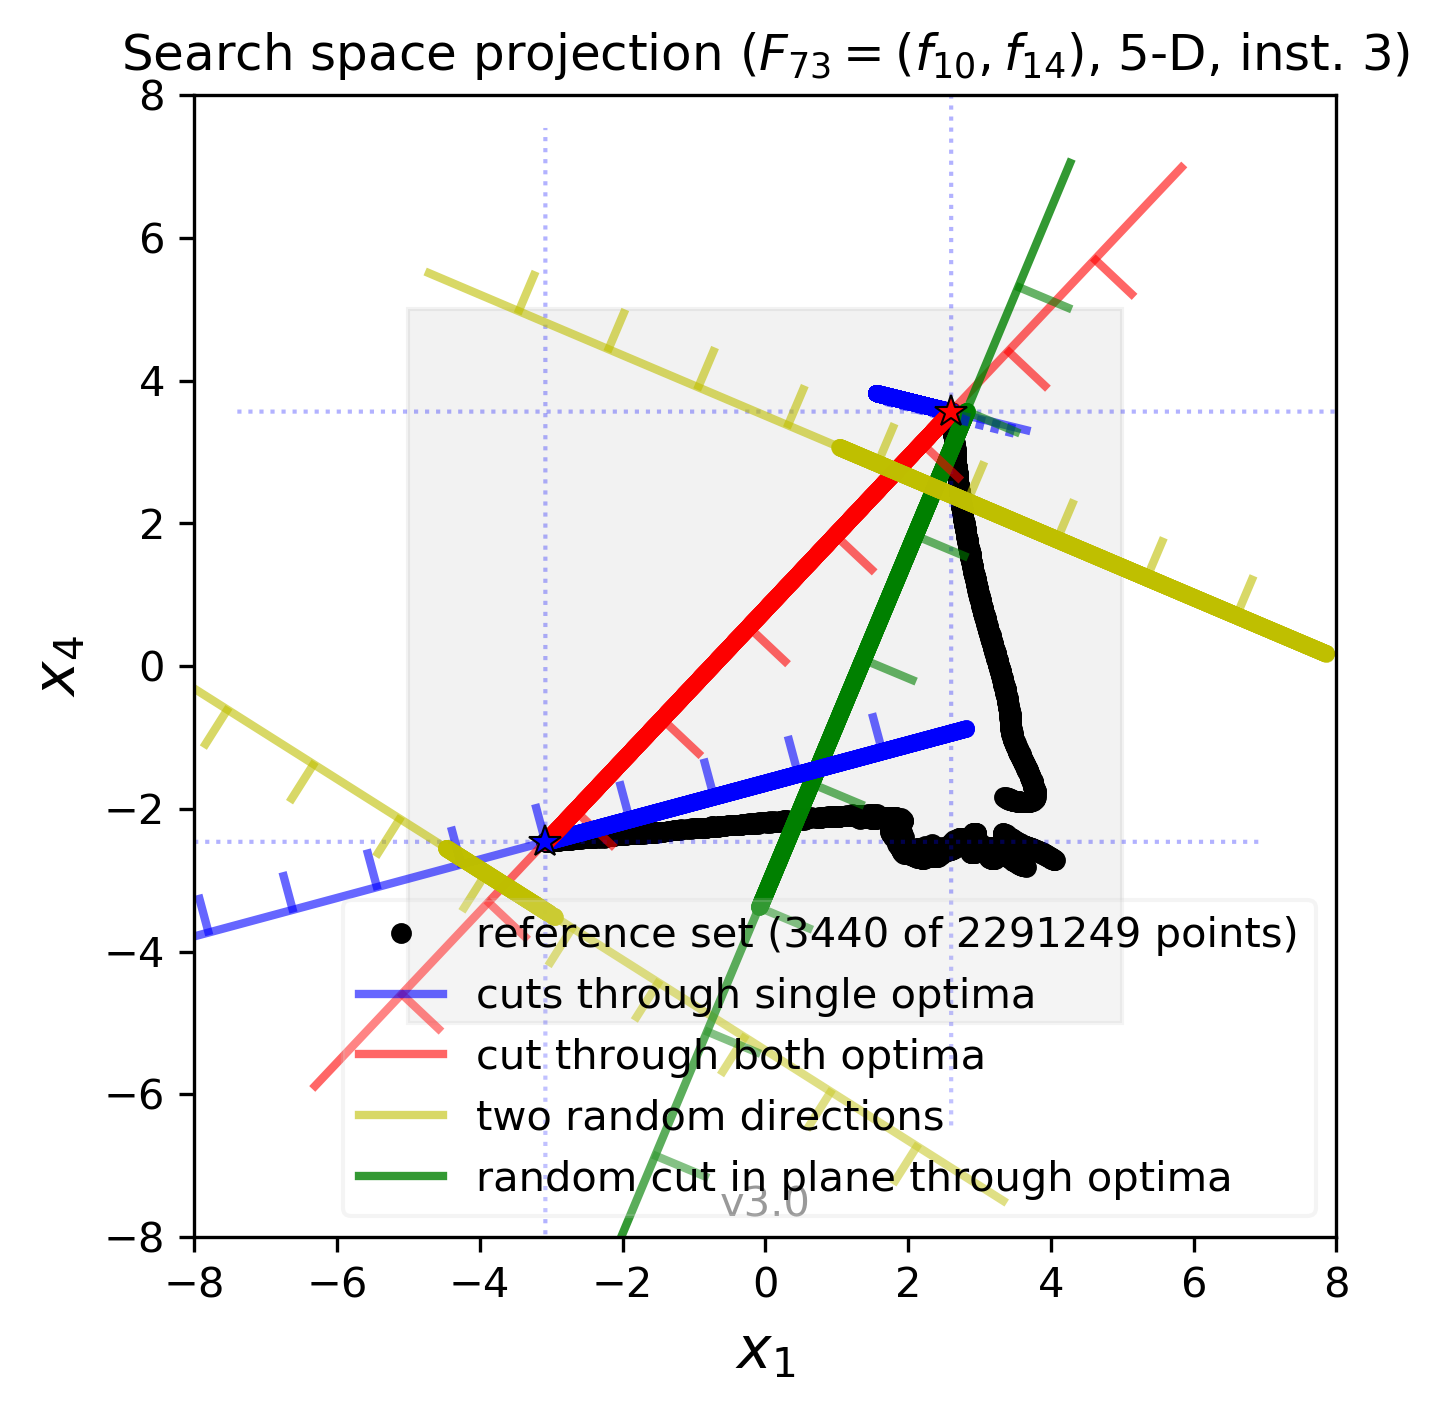 Search space projection (F73 = (f10, f14), 5-D, inst. 3)
8
6
4
2
0
−2
−4
−6
−8
x4
reference set (3440 of 2291249 points)
cuts through single optima
cut through both optima
two random directions
random cut in plane through optima
v3.0
−8 −6 −4 −2 0 2 4 6 8
x1